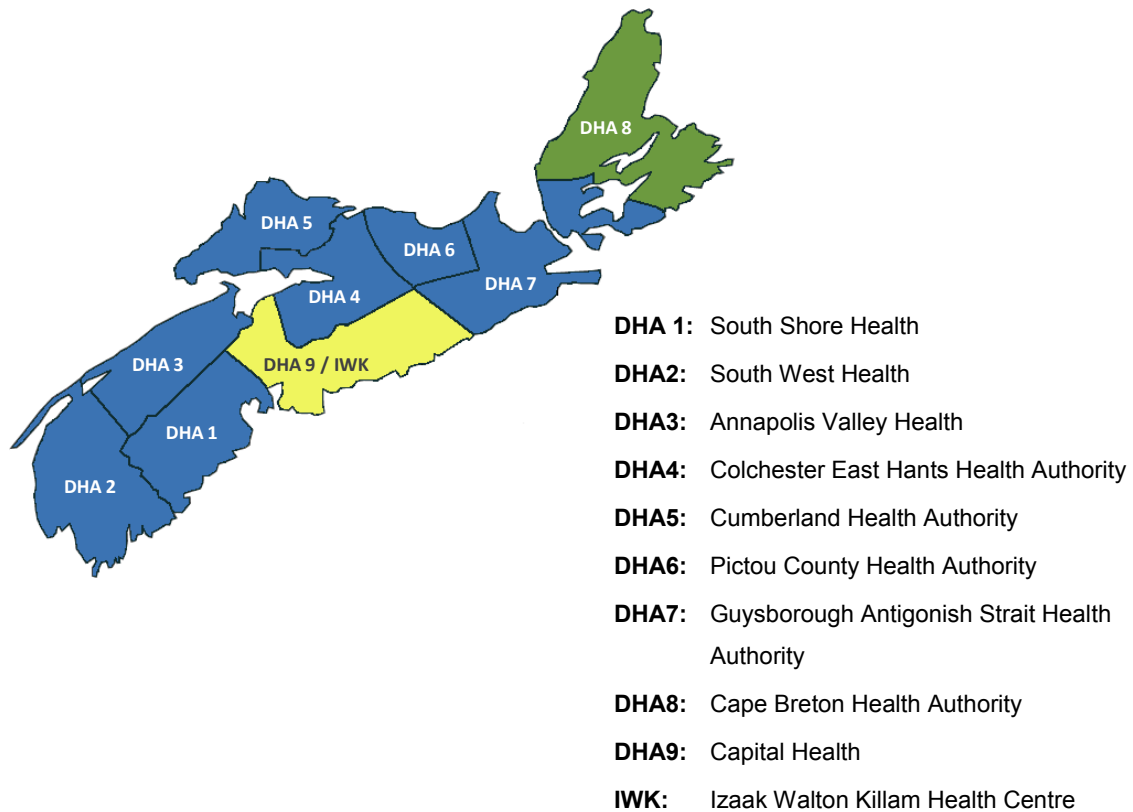 DHA 8
DHA 5
DHA 6
DHA 7
DHA 4
DHA 3
DHA 9 / IWK
DHA 1
DHA 2
DHA 1: South Shore Health
DHA2: South West Health
DHA3: Annapolis Valley Health
DHA4: Colchester East Hants Health Authority
DHA5: Cumberland Health Authority
DHA6: Pictou County Health Authority
DHA7: Guysborough Antigonish Strait Health
Authority
DHA8: Cape Breton Health Authority
DHA9: Capital Health
IWK: Izaak Walton Killam Health Centre